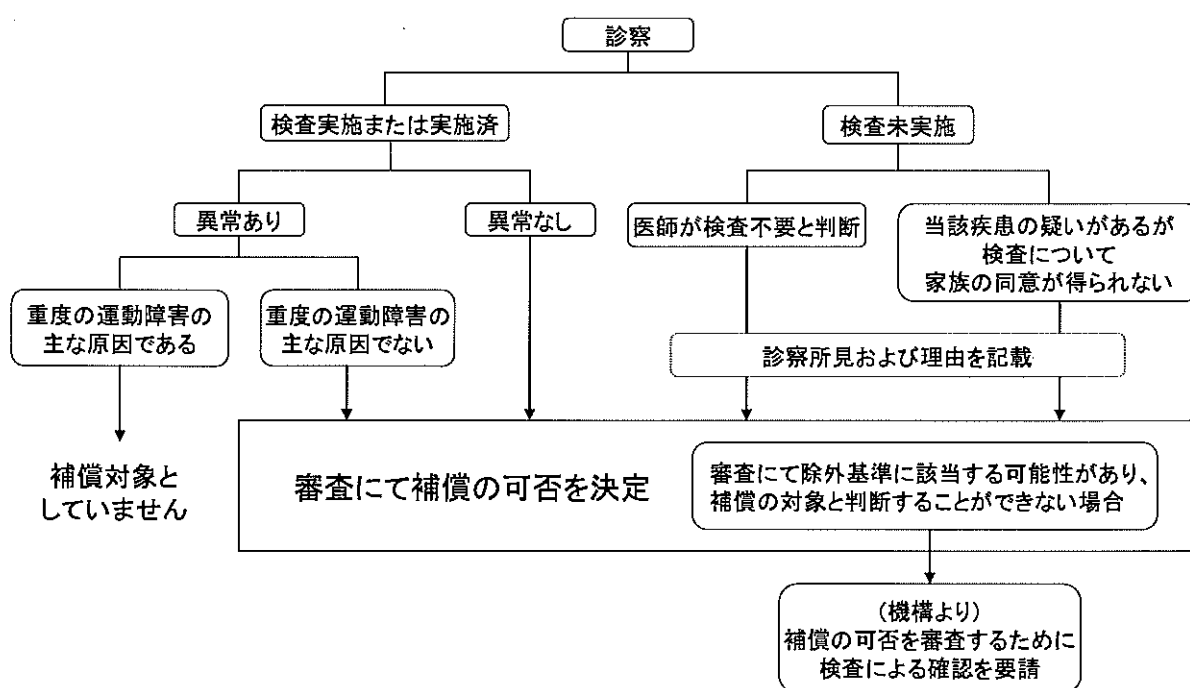 診察
検査実施または実施済
検査未実施
異常あり
異常なし
医師が検査不要と判断
当該疾患の疑いがあるが
検査について
家族の同意が得られない
重度の運動障害の
主な原因である
重度の運動障害の
主な原因でない
診察所見および理由を記載
補償対象と
していません
審査にて補償の可否を決定
審査にて除外基準に該当する可能性があり、
補償の対象と判断することができない場合
(機構より)
補償の可否を審査するために
検査による確認を要請